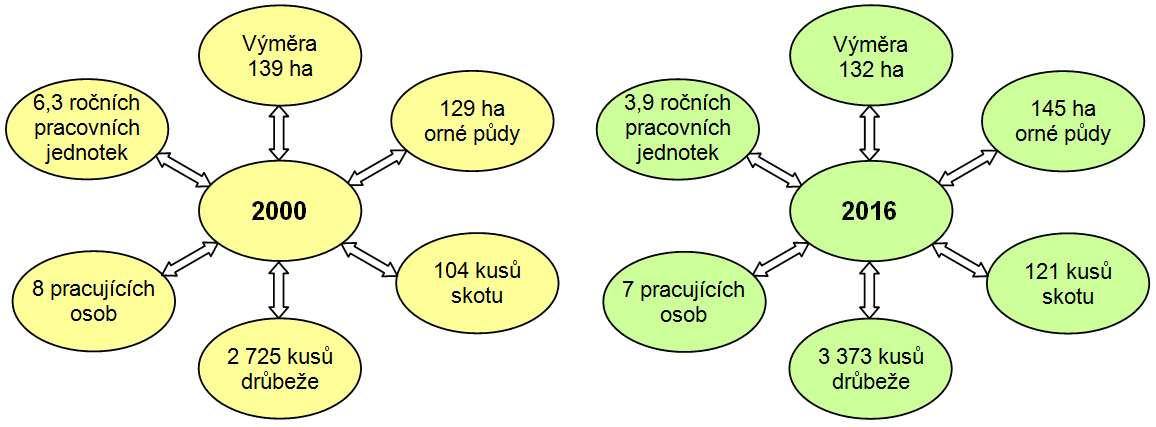 Výměra
139 ha
6,3 ročních
pracovních
jednotek
129 ha
orné půdy
2000
8 pracujících
osob
104 kusů
skotu
2 725 kusů
drůbeže
Výměra
132 ha
3,9 ročních
pracovních
jednotek
145 ha
orné půdy
2016
7 pracujících
osob
121 kusů
skotu
3 373 kusů
drůbeže